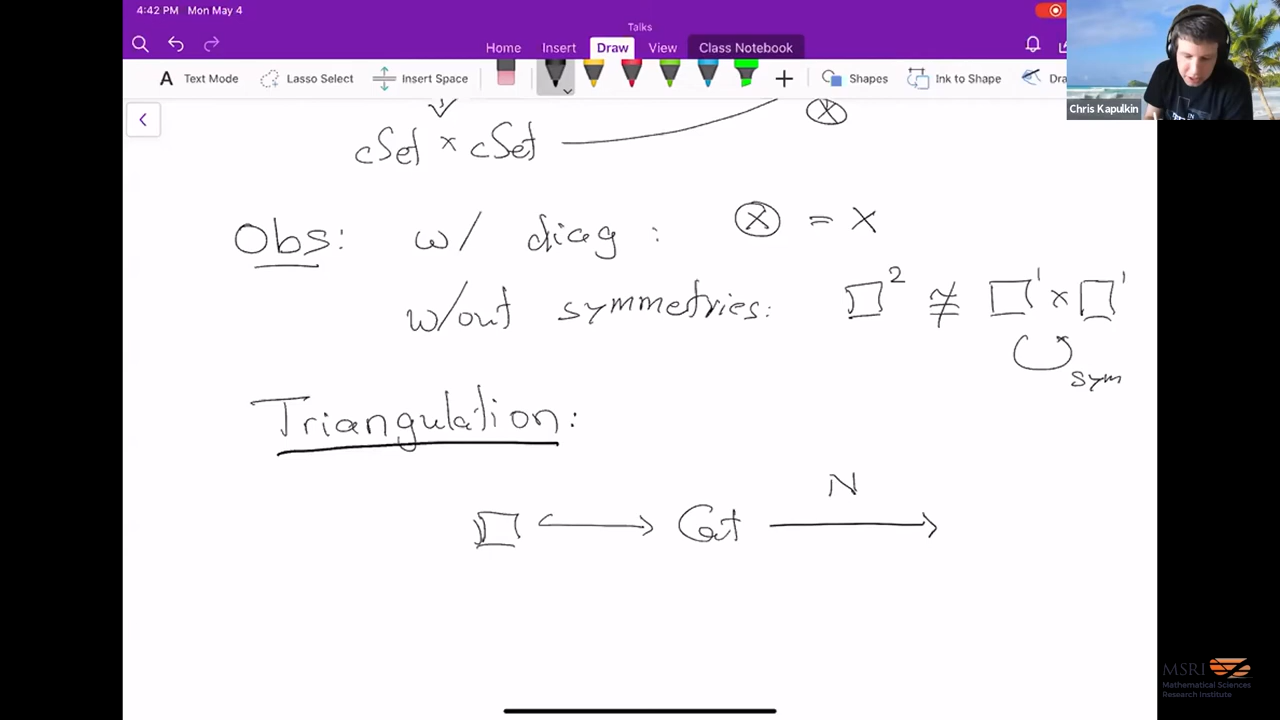 4:42 PM Mon May 4
Talks
Home Insert Draw View Class Notebook
Text Mode Lasso Select Insert Space Shapes Ink to Shape Dra
Chris Kapulkin
cSet × cSet ⊗
Obs: w/ diag : ⊗ = ×
w/out symmetries: □² ≇ □¹ × □¹
sym
Triangulation:
N
□ ↪ Cat →
MSRI
Mathematical Sciences
Research Institute